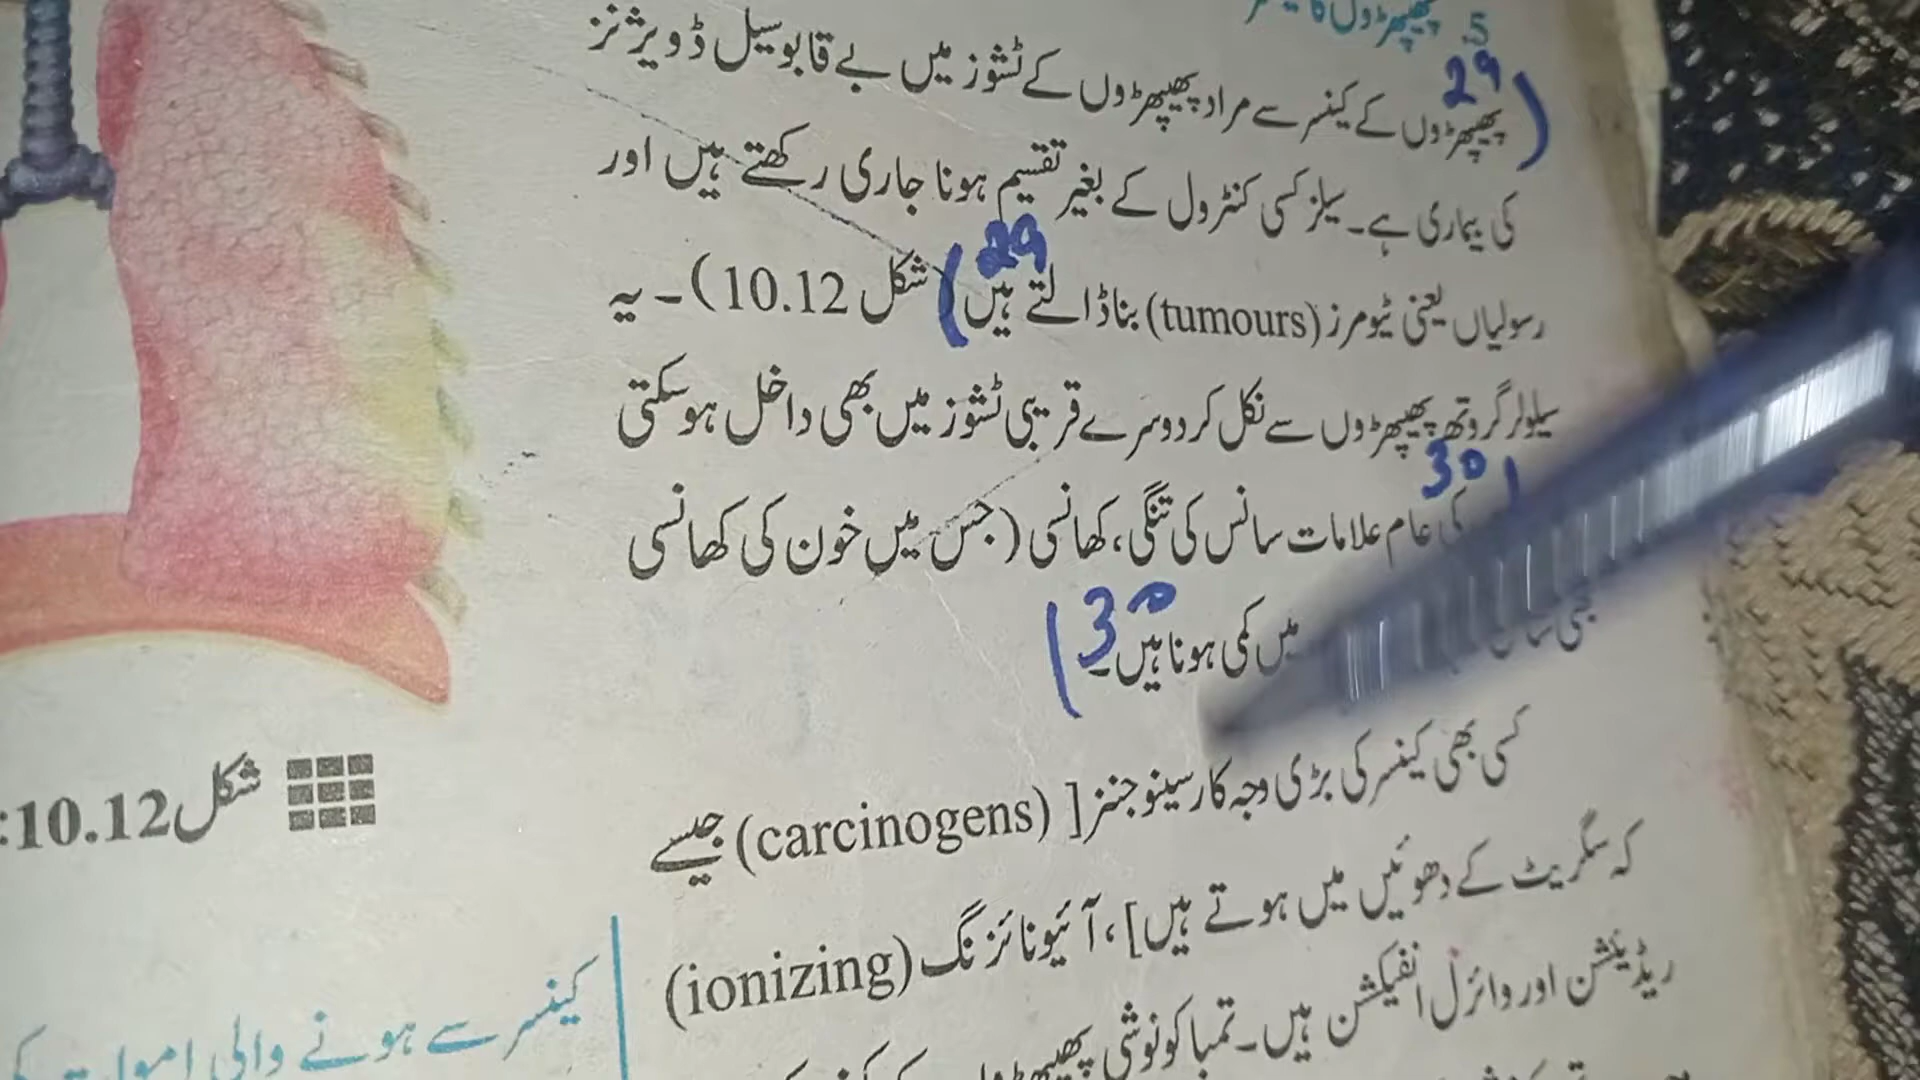 5. پھیپھڑوں کا
29
(پھیپھڑوں کے کینسر سے مراد پھیپھڑوں کے ٹشوز میں بے قابو سیل ڈویژنز
کی بیماری ہے۔ سیلز کسی کنٹرول کے بغیر تقسیم ہونا جاری رکھتے ہیں اور
29
رسولیاں یعنی ٹیومرز (tumours) بنا ڈالتے ہیں (شکل 10.12)۔ یہ
سیلولر گروتھ پھیپھڑوں سے نکل کر دوسرے قریبی ٹشوز میں بھی داخل ہو سکتی
30
کی عام علامات سانس کی تنگی، کھانسی (جس میں خون کی کھانسی
میں کمی ہونا ہیں۔
30
کسی بھی کینسر کی بڑی وجہ کارسینوجنز [(carcinogens) جیسے
کہ سگریٹ کے دھوئیں میں ہوتے ہیں]، آئیونائزنگ (ionizing)
ریڈیئشن اور وائرل انفیکشن ہیں۔ تمباکونوشی
شکل 10.12:
کینسر سے ہونے والی اموات